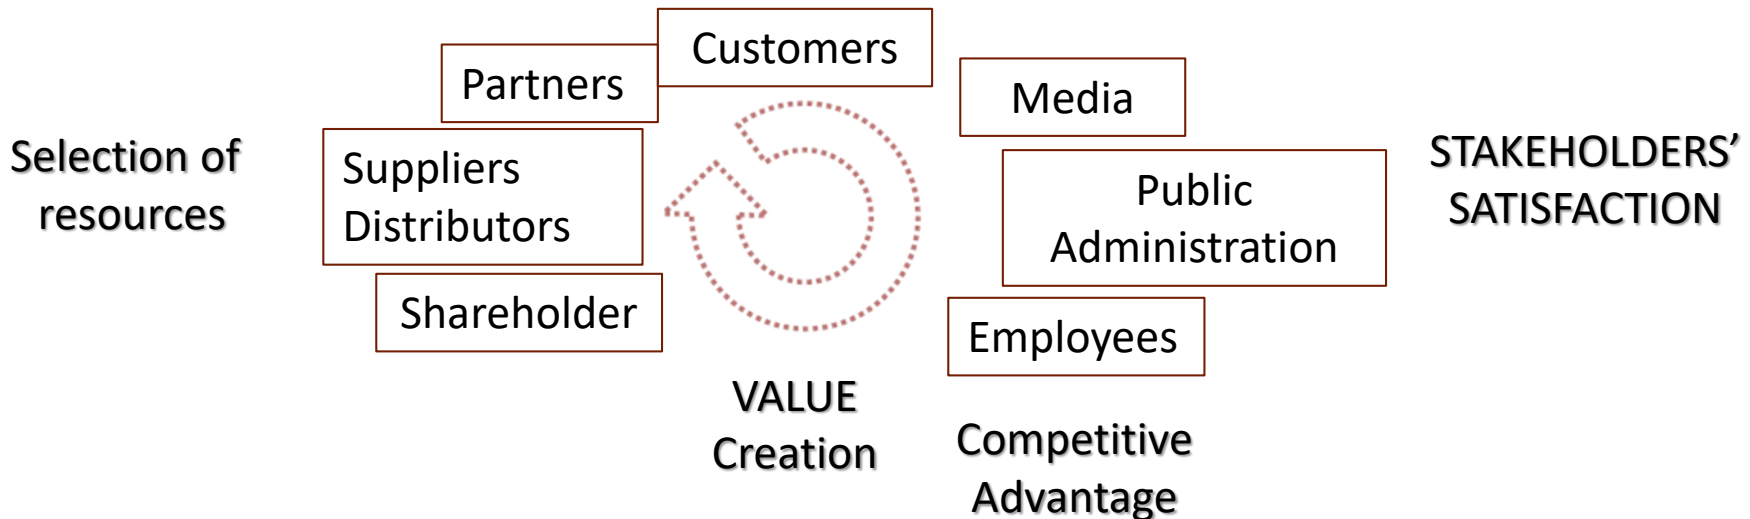 Customers
Partners
Media
Selection of
resources
Suppliers
Distributors
Public
Administration
STAKEHOLDERS’
SATISFACTION
Shareholder
Employees
VALUE
Creation
Competitive
Advantage